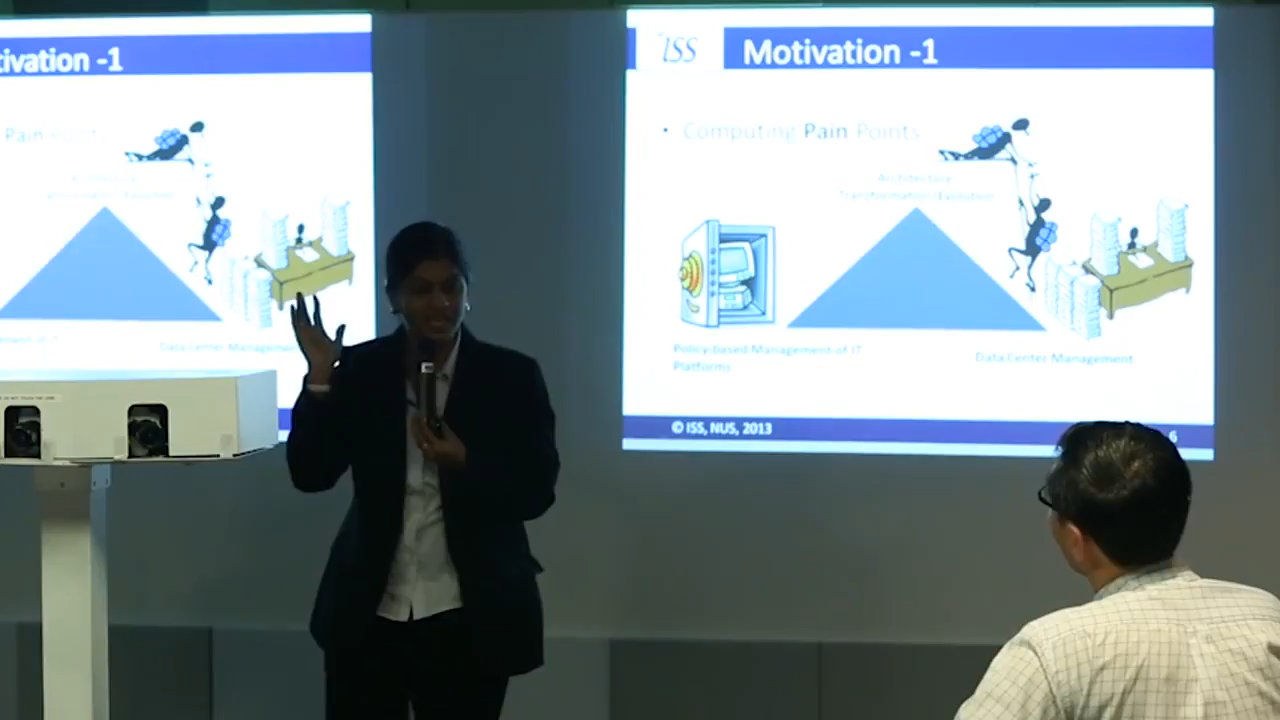 tivation -1
Pain Points
Data Center Management
ISS
Motivation -1
• Computing Pain Points
Architecture
Transformation/Evolution
Policy-based Management of IT
Platforms
Data Center Management
© ISS, NUS, 2013
6